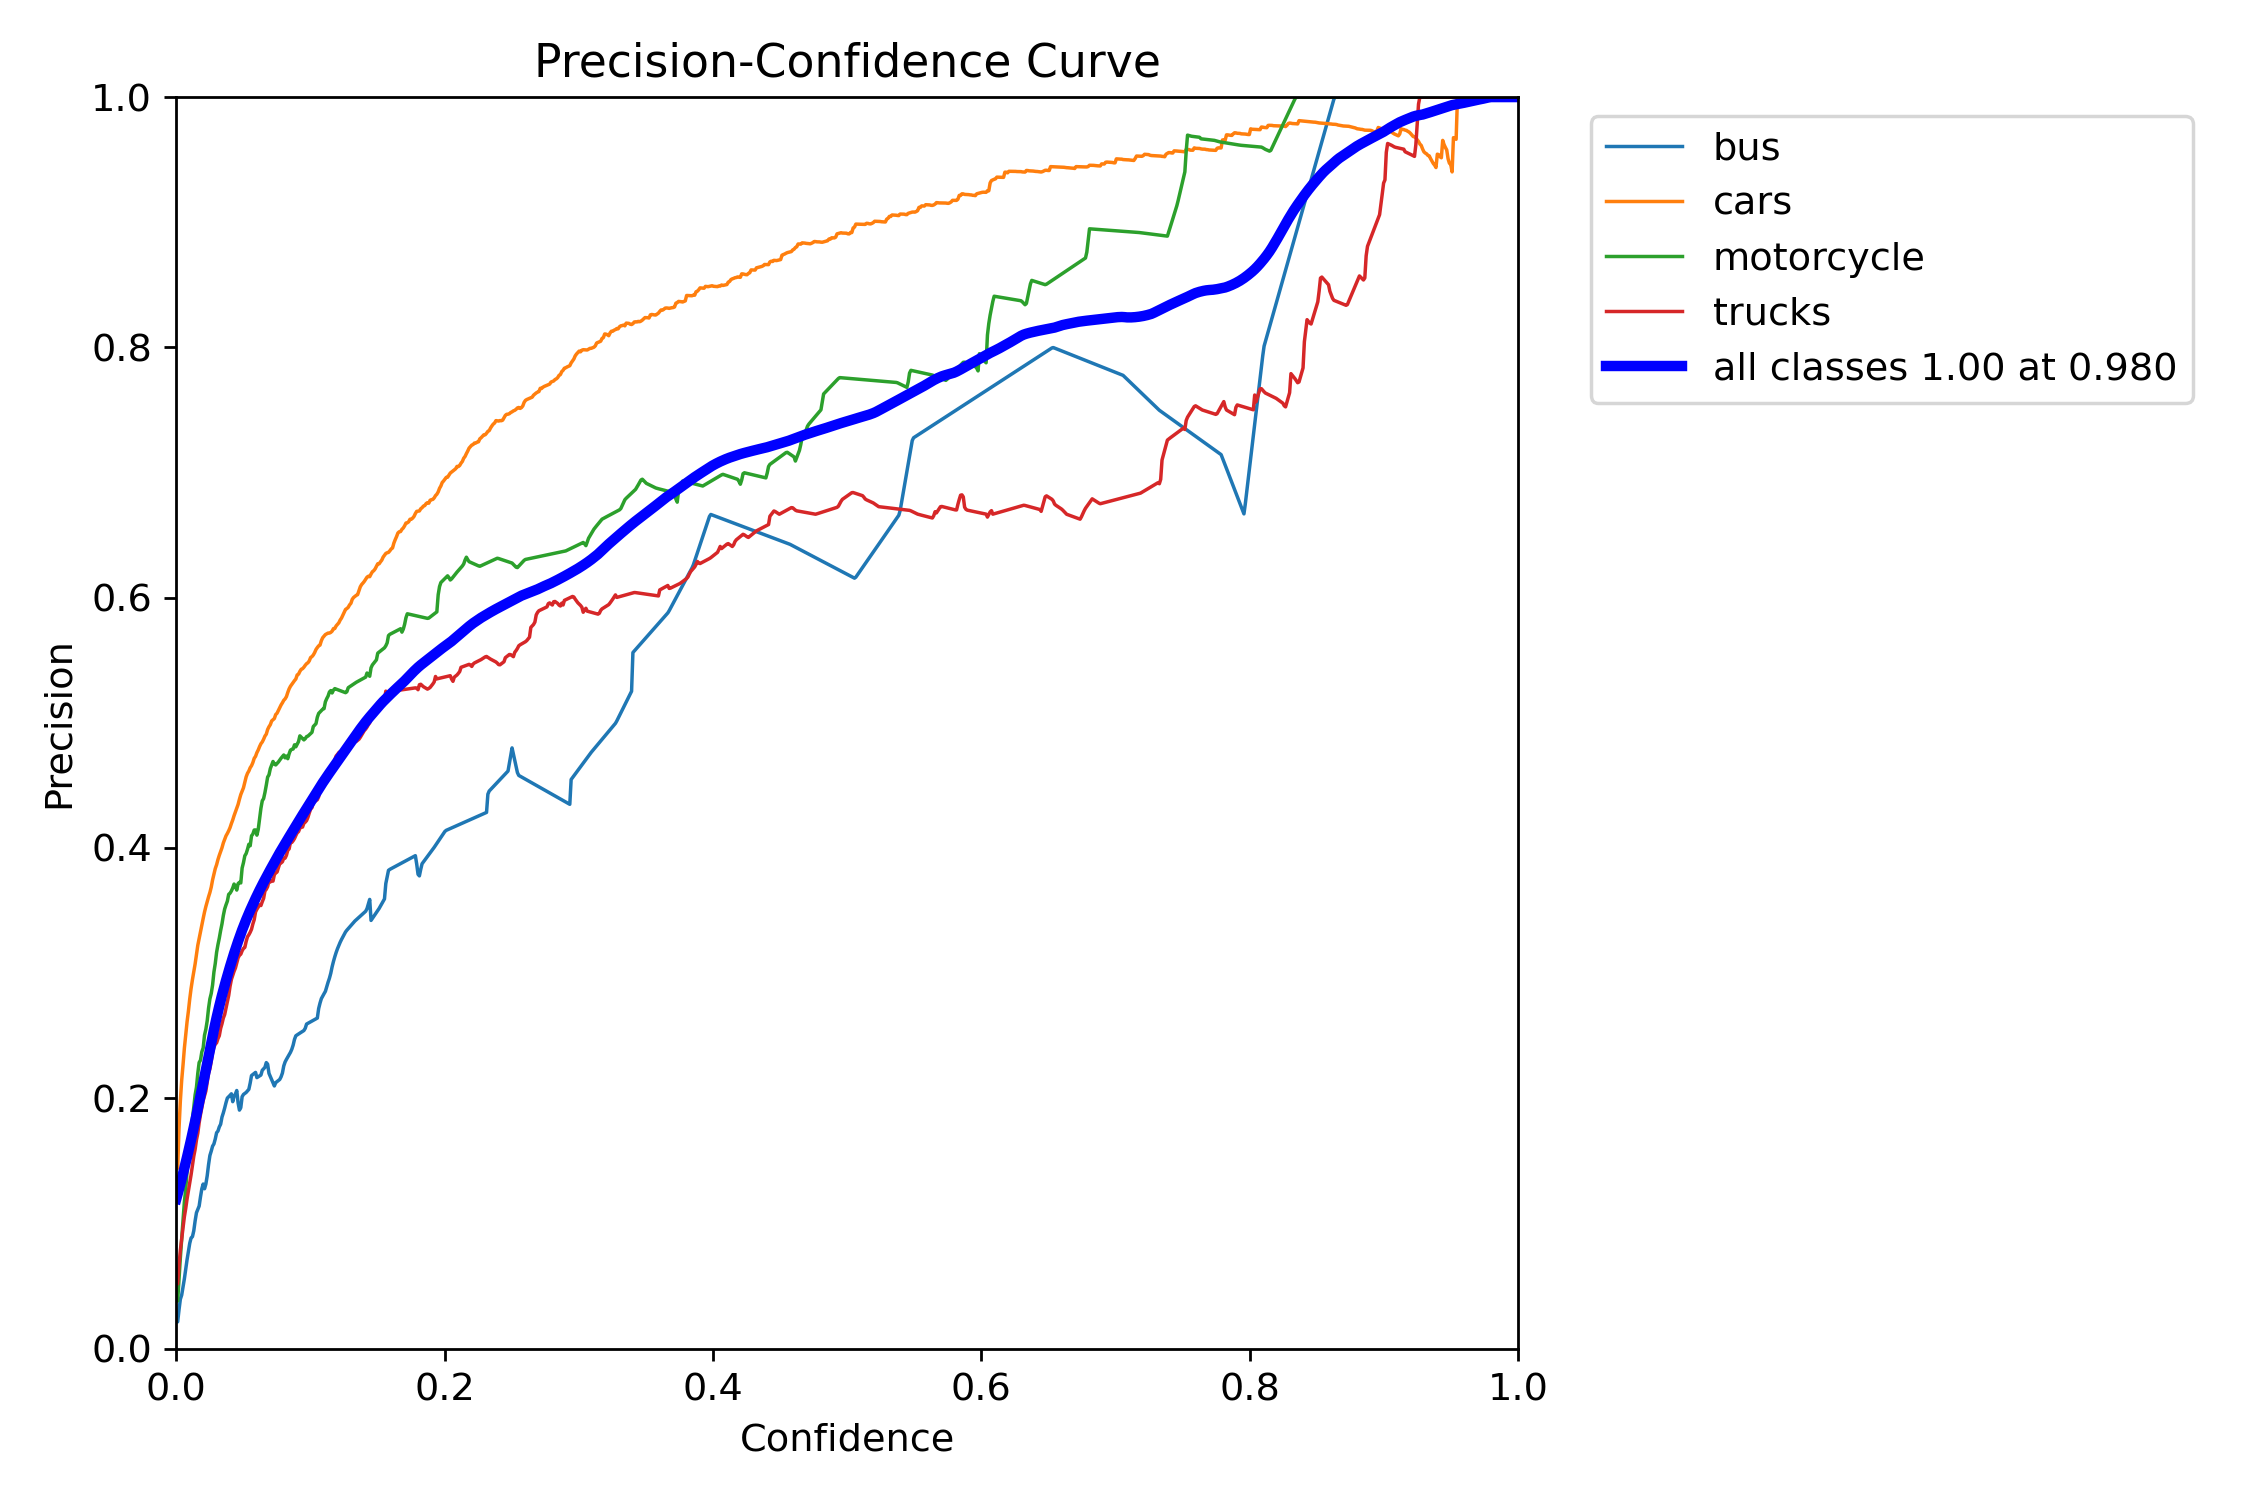 Precision-Confidence Curve
1.0
0.8
0.6
0.4
0.2
0.0
Precision
0.0 0.2 0.4 0.6 0.8 1.0
Confidence
bus
cars
motorcycle
trucks
all classes 1.00 at 0.980